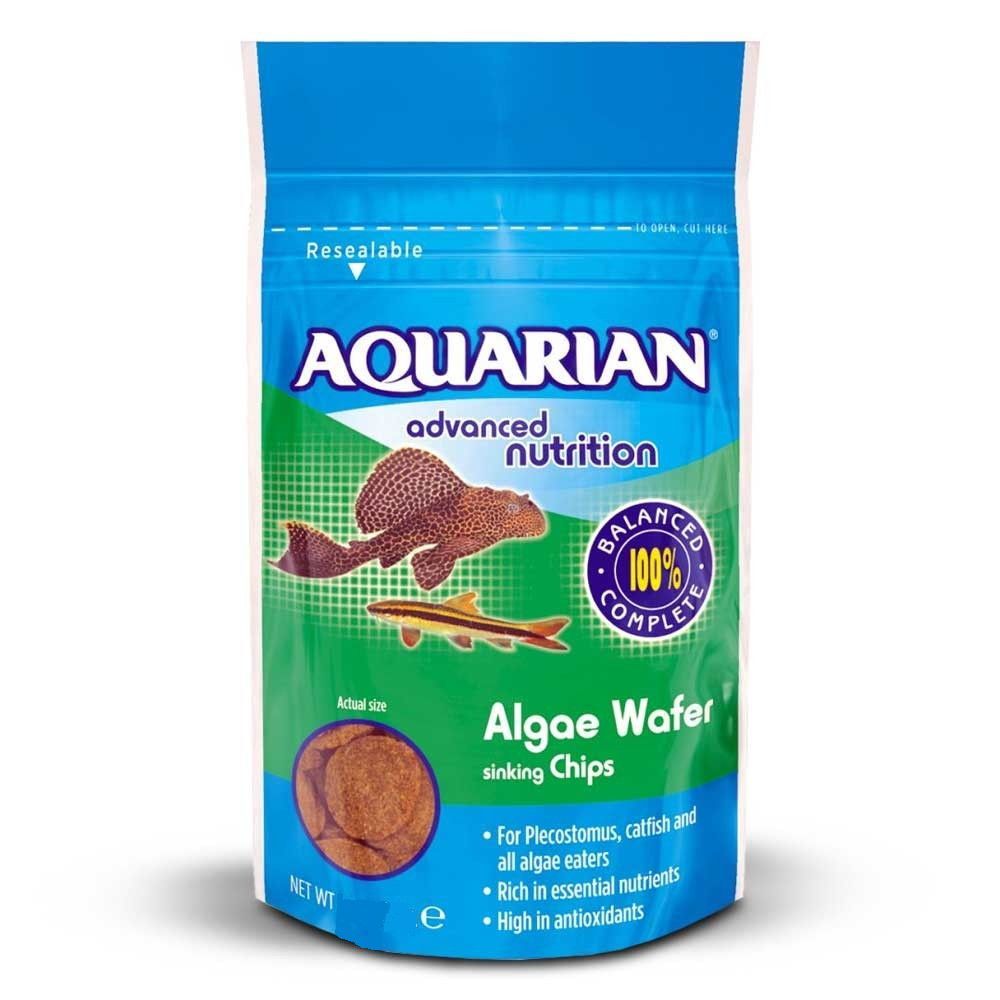 TO OPEN, CUT HERE
Resealable
AQUARIAN®
advanced
nutrition
BALANCED
100%
COMPLETE
Actual size
Algae Wafer
sinking Chips
• For Plecostomus, catfish and
all algae eaters
• Rich in essential nutrients
• High in antioxidants
NET WT e